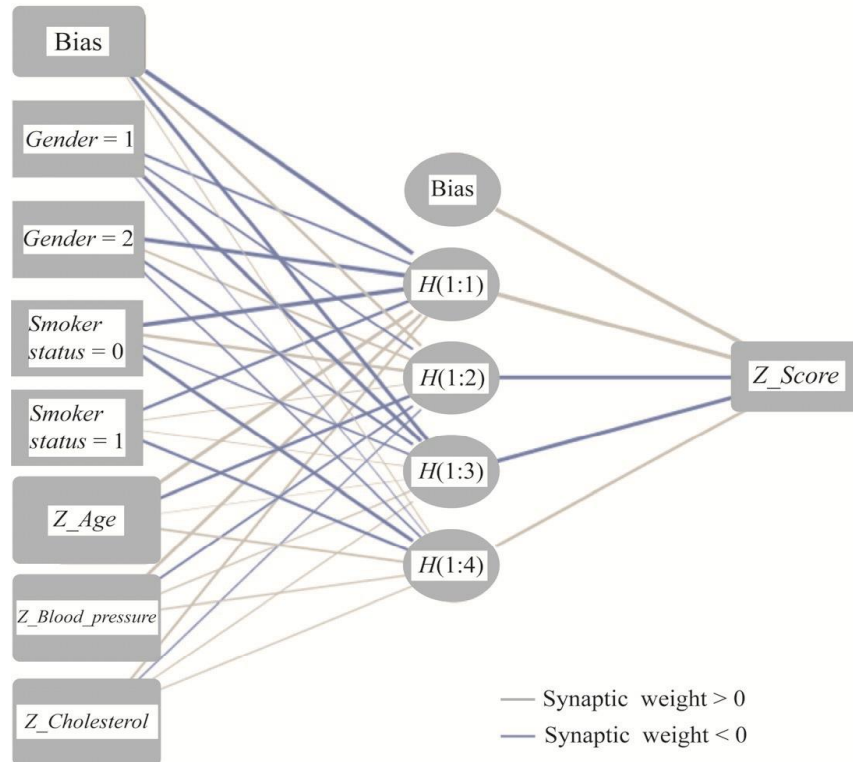 Bias
Gender = 1
Gender = 2
Smoker
status = 0
Smoker
status = 1
Z_Age
Z_Blood_pressure
Z_Cholesterol
Bias
H(1:1)
H(1:2)
H(1:3)
H(1:4)
Z_Score
Synaptic weight > 0
Synaptic weight < 0